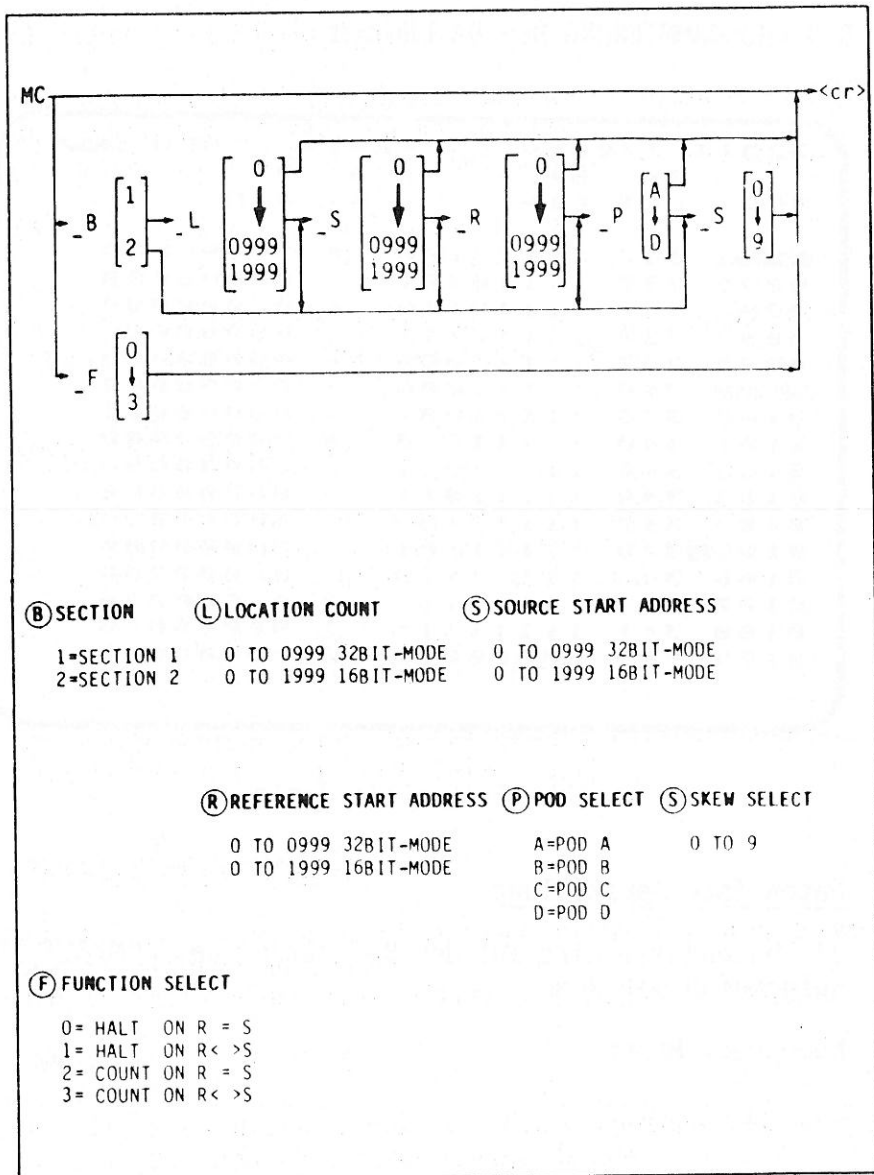 MC <cr>
_B [1 2] _L [0 0999 1999] _S [0 0999 1999] _R [0 0999 1999] _P [A D] _S [0 9]
_F [0 3]
(B) SECTION (L) LOCATION COUNT (S) SOURCE START ADDRESS
1=SECTION 1 0 TO 0999 32BIT-MODE 0 TO 0999 32BIT-MODE
2=SECTION 2 0 TO 1999 16BIT-MODE 0 TO 1999 16BIT-MODE
(R) REFERENCE START ADDRESS (P) POD SELECT (S) SKEW SELECT
0 TO 0999 32BIT-MODE A=POD A 0 TO 9
0 TO 1999 16BIT-MODE B=POD B
C=POD C
D=POD D
(F) FUNCTION SELECT
0= HALT ON R = S
1= HALT ON R< >S
2= COUNT ON R = S
3= COUNT ON R< >S